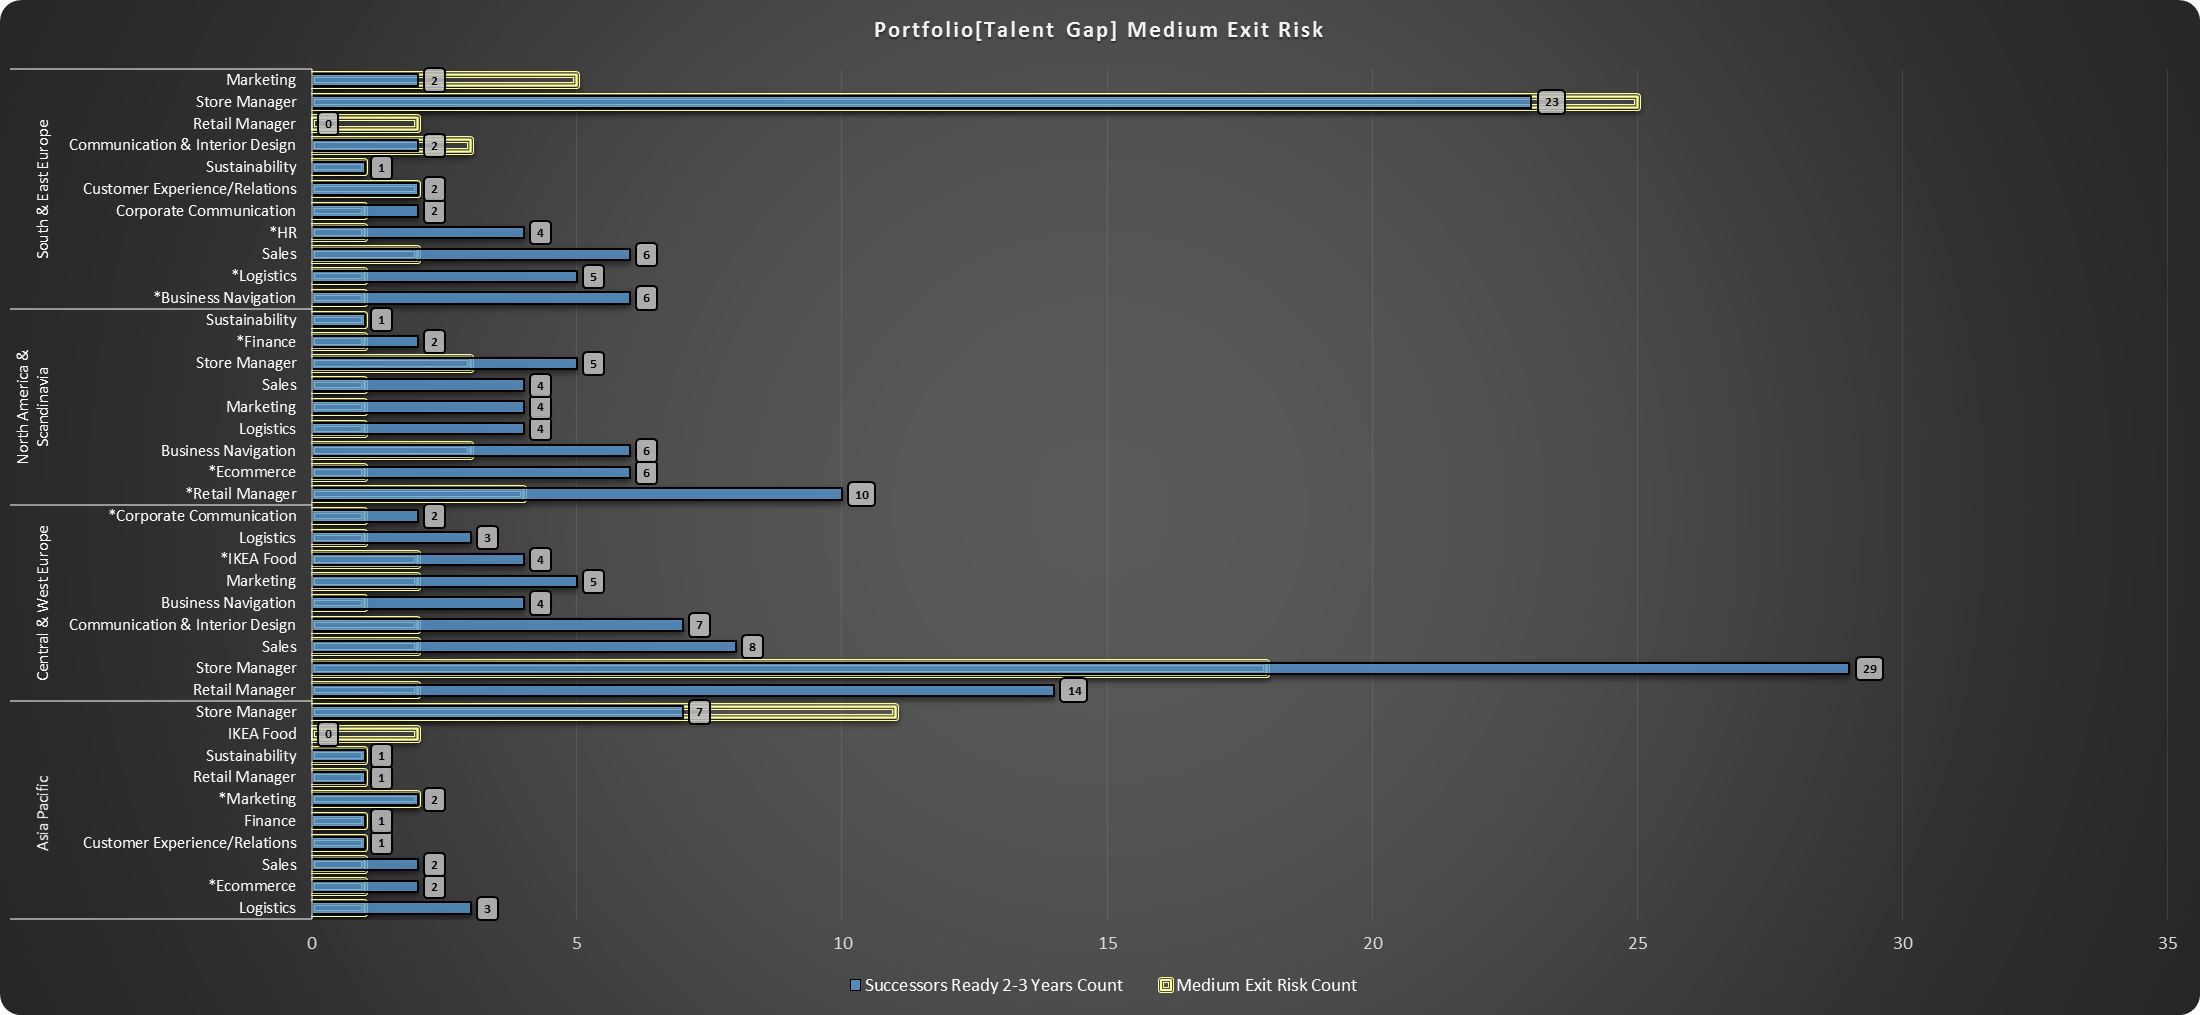 Portfolio[Talent Gap] Medium Exit Risk
South & East Europe
Marketing 2
Store Manager 23
Retail Manager 0
Communication & Interior Design 2
Sustainability 1
Customer Experience/Relations 2
Corporate Communication 2
*HR 4
Sales 6
*Logistics 5
*Business Navigation 6
North America &
Scandinavia
Sustainability 1
*Finance 2
Store Manager 5
Sales 4
Marketing 4
Logistics 4
Business Navigation 6
*Ecommerce 6
*Retail Manager 10
Central & West Europe
*Corporate Communication 2
Logistics 3
*IKEA Food 4
Marketing 5
Business Navigation 4
Communication & Interior Design 7
Sales 8
Store Manager 29
Retail Manager 14
Asia Pacific
Store Manager 7
IKEA Food 0
Sustainability 1
Retail Manager 1
*Marketing 2
Finance 1
Customer Experience/Relations 1
Sales 2
*Ecommerce 2
Logistics 3
0 5 10 15 20 25 30 35
Successors Ready 2-3 Years Count Medium Exit Risk Count